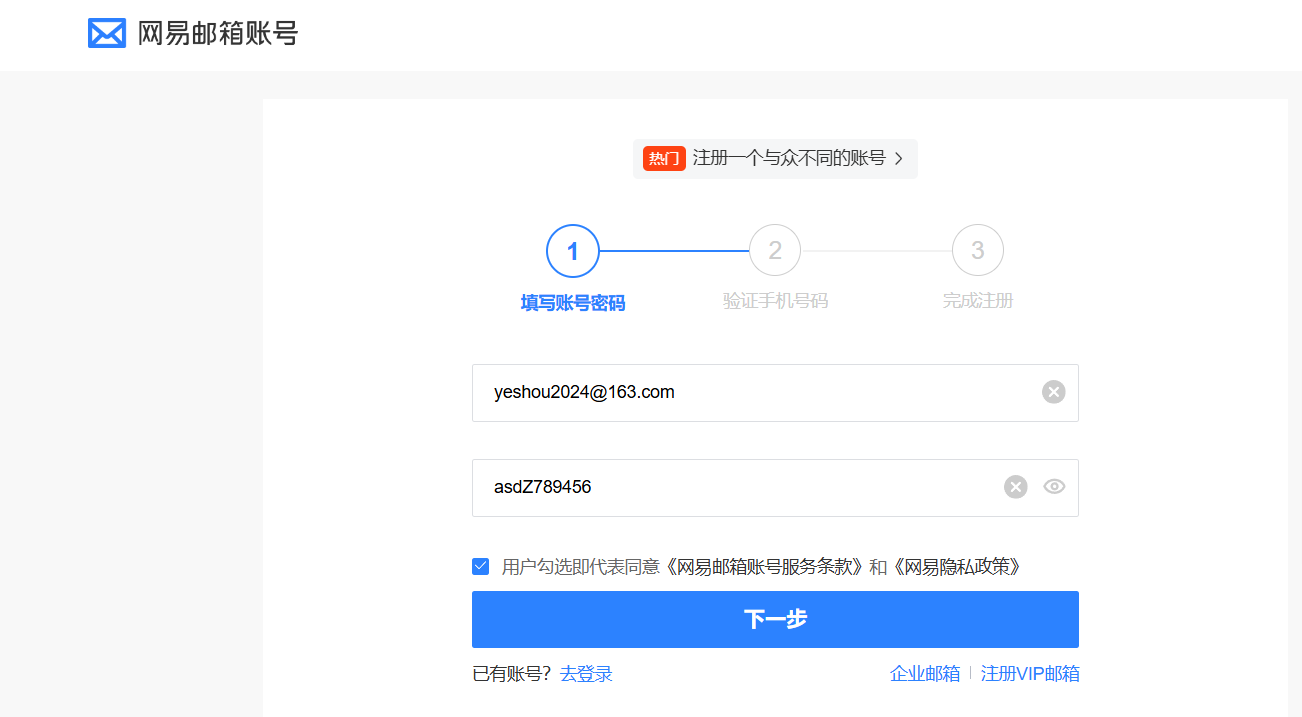 网易邮箱账号
热门 注册一个与众不同的账号
1 2 3
填写账号密码 验证手机号码 完成注册
yeshou2024@163.com
asdZ789456
用户勾选即代表同意《网易邮箱账号服务条款》和《网易隐私政策》
下一步
已有账号？去登录 企业邮箱 | 注册VIP邮箱